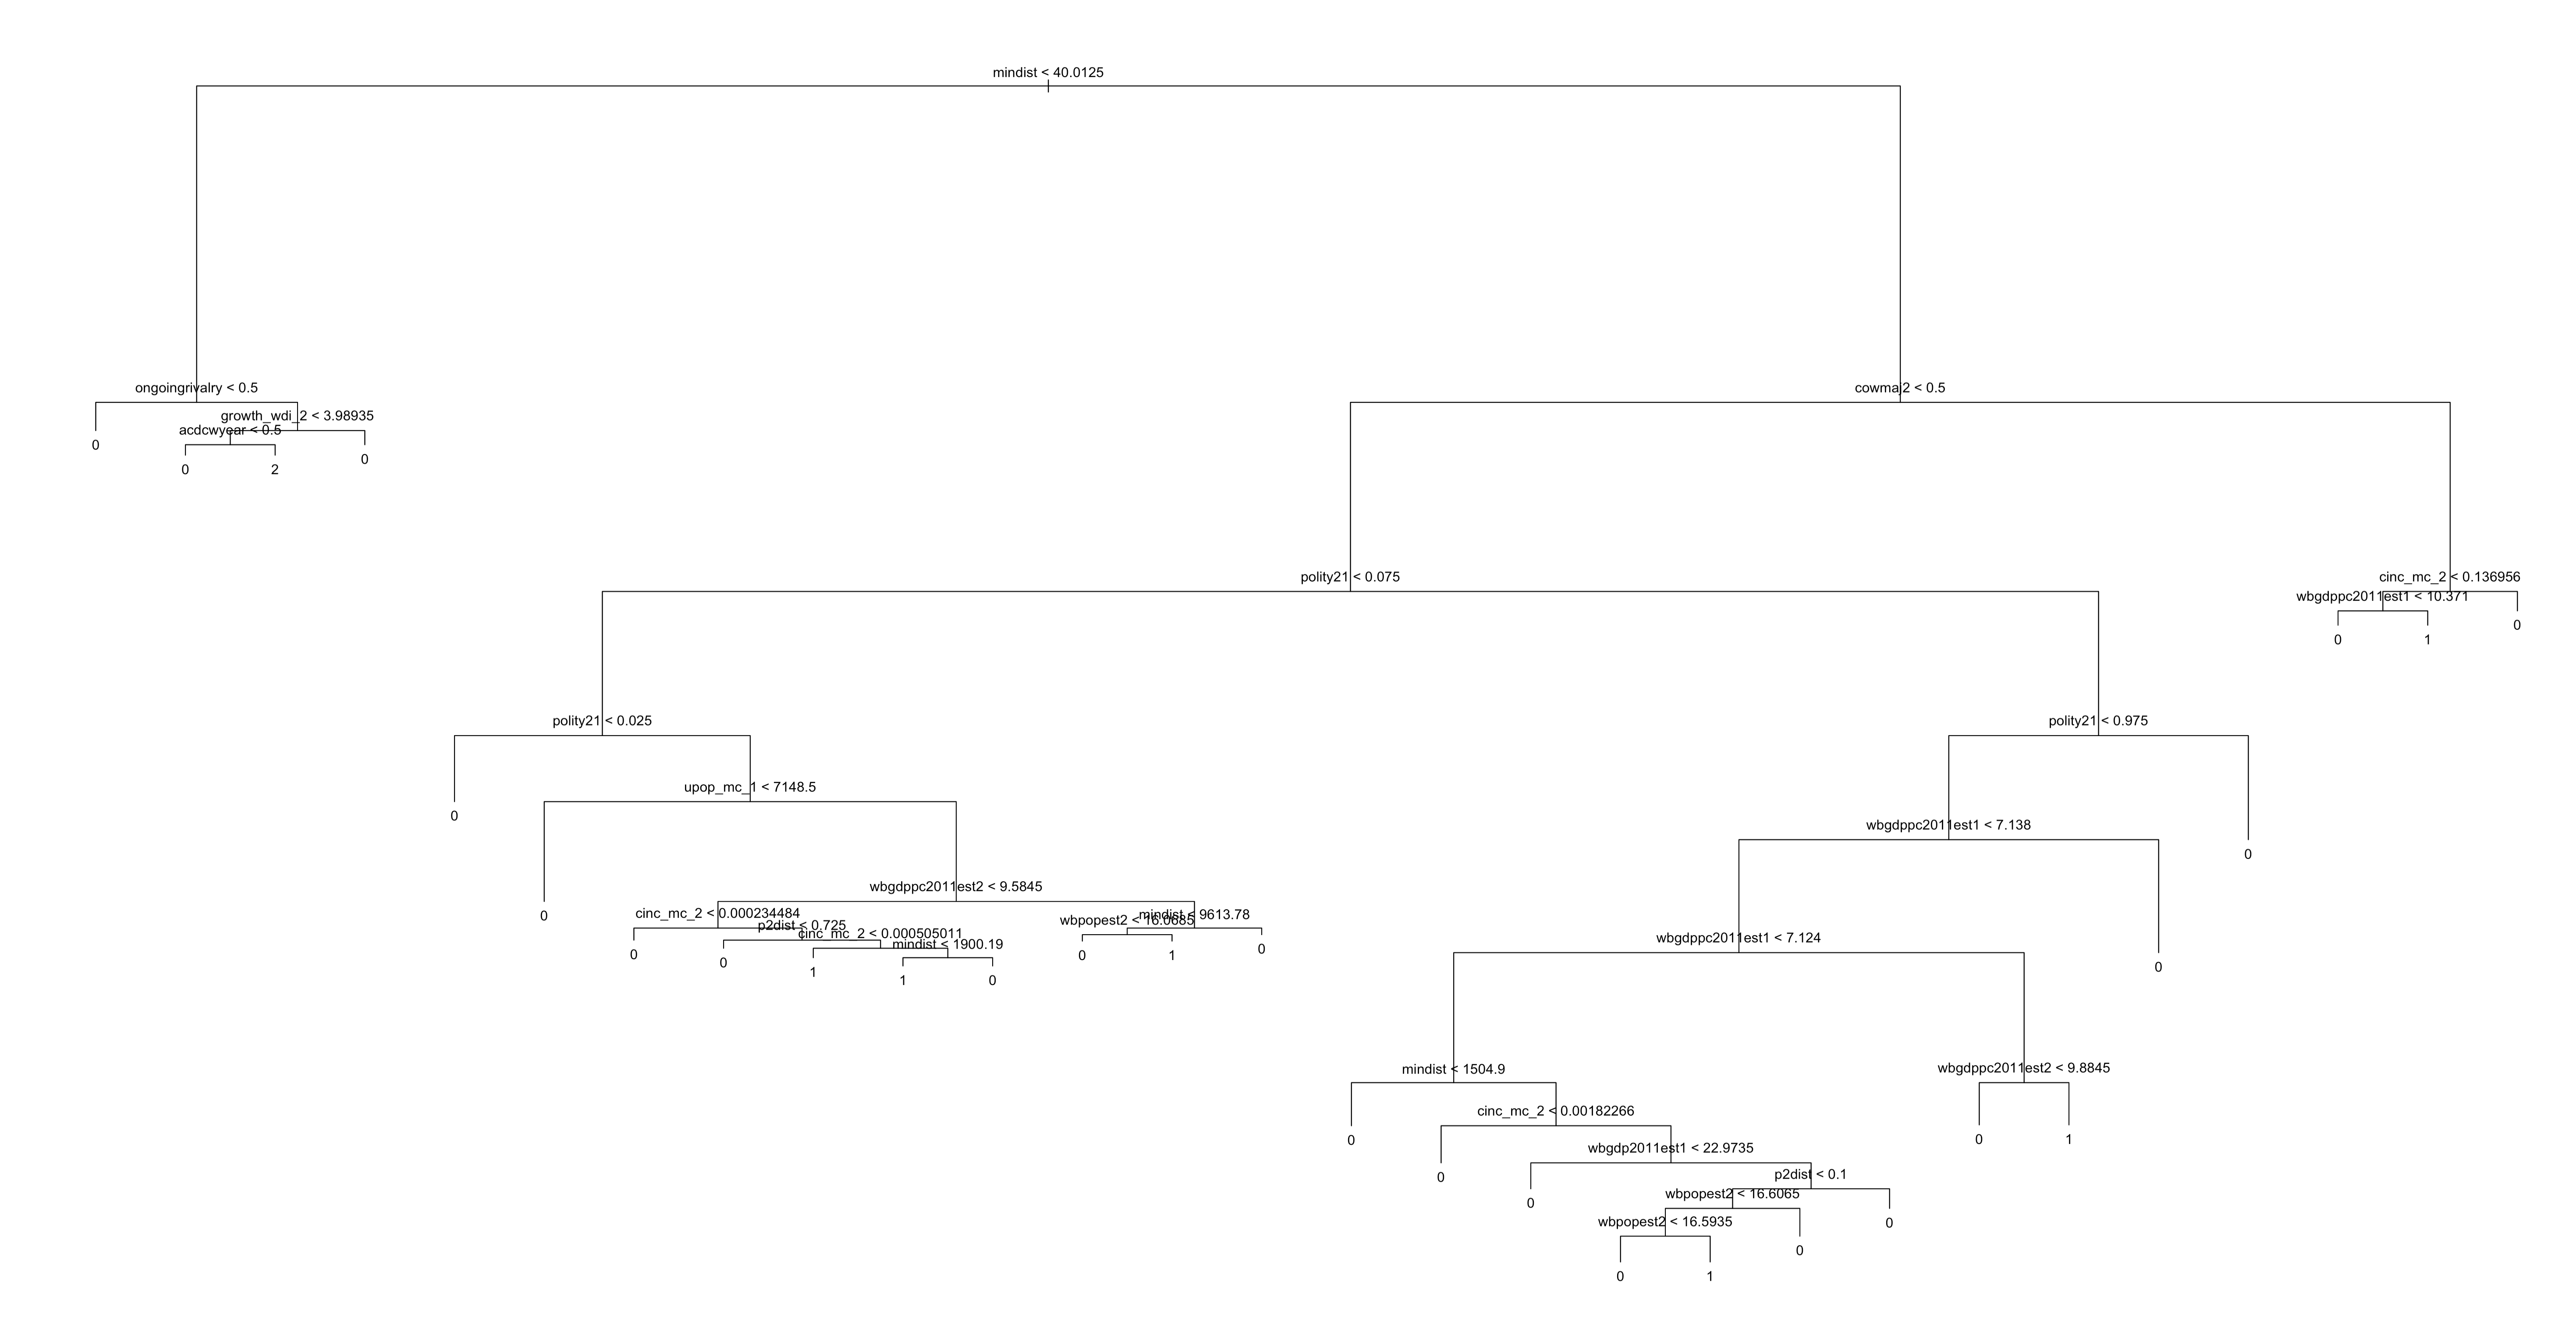 mindist < 40.0125
ongoingrivalry < 0.5
cowmaj2 < 0.5
growth_wdi_2 < 3.98935
acdcwyear < 0.5
0
0
2
0
polity21 < 0.075
cinc_mc_2 < 0.136956
wbgdppc2011est1 < 10.371
0
1
0
polity21 < 0.025
polity21 < 0.975
upop_mc_1 < 7148.5
0
wbgdppc2011est1 < 7.138
0
wbgdppc2011est2 < 9.5845
0
cinc_mc_2 < 0.000234484
mindist < 9613.78
wbpopest2 < 16.0685
p2dist < 0.725
cinc_mc_2 < 0.000505011
mindist < 1900.19
0
0
1
1
0
0
1
0
wbgdppc2011est1 < 7.124
0
mindist < 1504.9
wbgdppc2011est2 < 9.8845
0
cinc_mc_2 < 0.00182266
0
1
0
wbgdp2011est1 < 22.9735
0
p2dist < 0.1
wbpopest2 < 16.6065
0
wbpopest2 < 16.5935
0
0
1